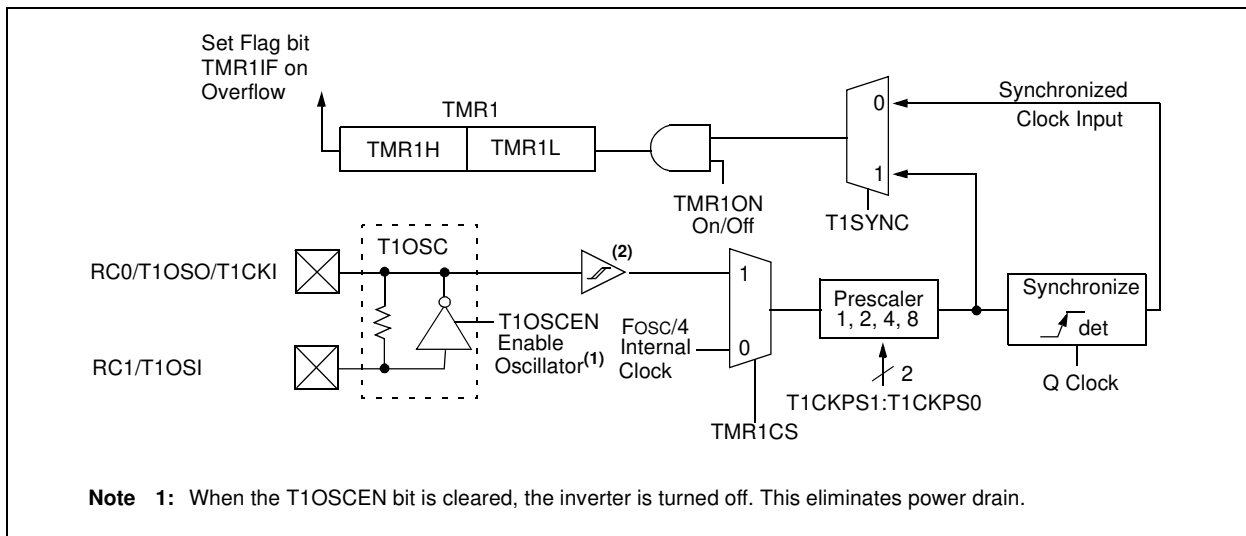 Set Flag bit
TMR1IF on
Overflow
TMR1
TMR1H
TMR1L
TMR1ON
On/Off
0
1
T1SYNC
Synchronized
Clock Input
RC0/T1OSO/T1CKI
T1OSC
(2)
RC1/T1OSI
T1OSCEN
Enable
Oscillator(1)
FOSC/4
Internal
Clock
1
0
TMR1CS
Prescaler
1, 2, 4, 8
2
T1CKPS1:T1CKPS0
Synchronize
det
Q Clock
Note 1: When the T1OSCEN bit is cleared, the inverter is turned off. This eliminates power drain.